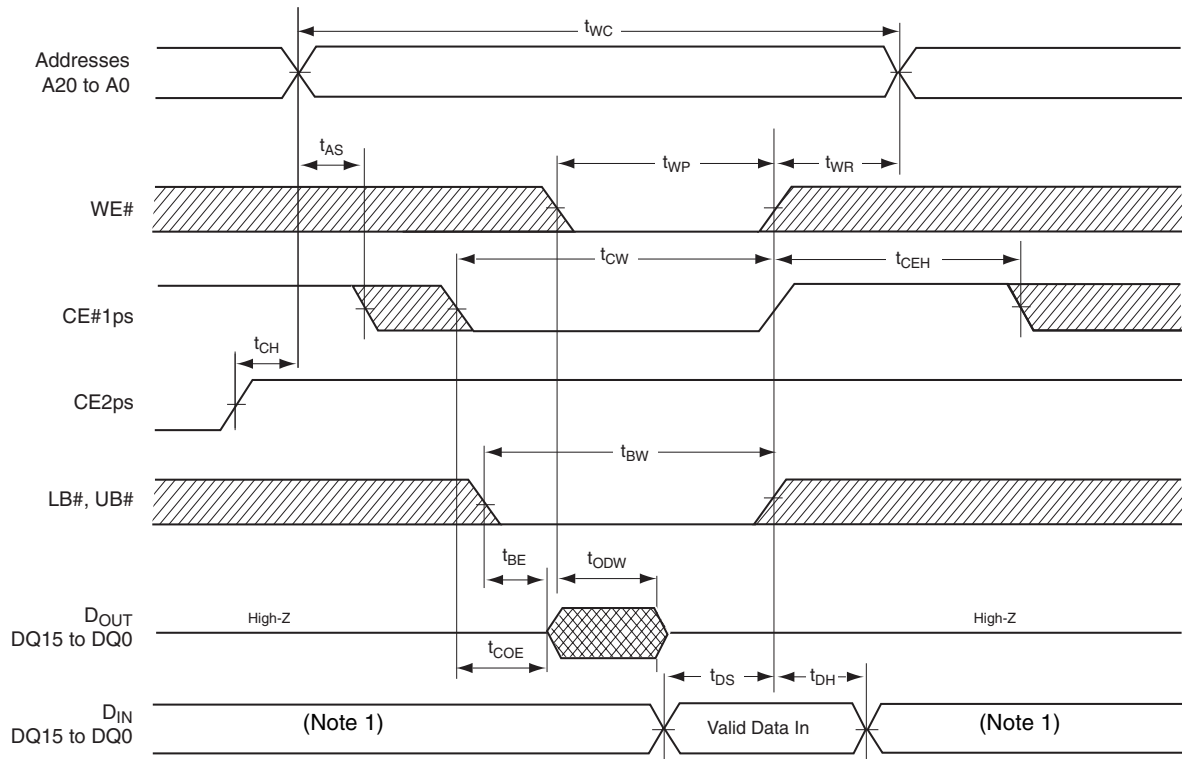 tWC
Addresses
A20 to A0
tAS
tWP
tWR
WE#
tCW
tCEH
CE#1ps
tCH
CE2ps
tBW
LB#, UB#
tBE
tODW
DOUT
DQ15 to DQ0
High-Z
High-Z
tCOE
tDS
tDH
DIN
DQ15 to DQ0
(Note 1)
Valid Data In
(Note 1)